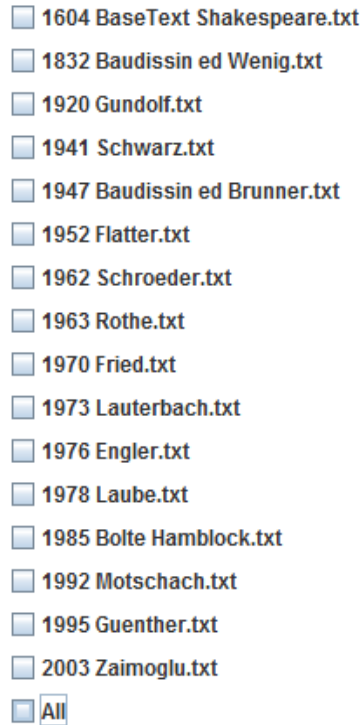 1604 BaseText Shakespeare.txt
1832 Baudissin ed Wenig.txt
1920 Gundolf.txt
1941 Schwarz.txt
1947 Baudissin ed Brunner.txt
1952 Flatter.txt
1962 Schroeder.txt
1963 Rothe.txt
1970 Fried.txt
1973 Lauterbach.txt
1976 Engler.txt
1978 Laube.txt
1985 Bolte Hamblock.txt
1992 Motschach.txt
1995 Guenther.txt
2003 Zaimoglu.txt
All